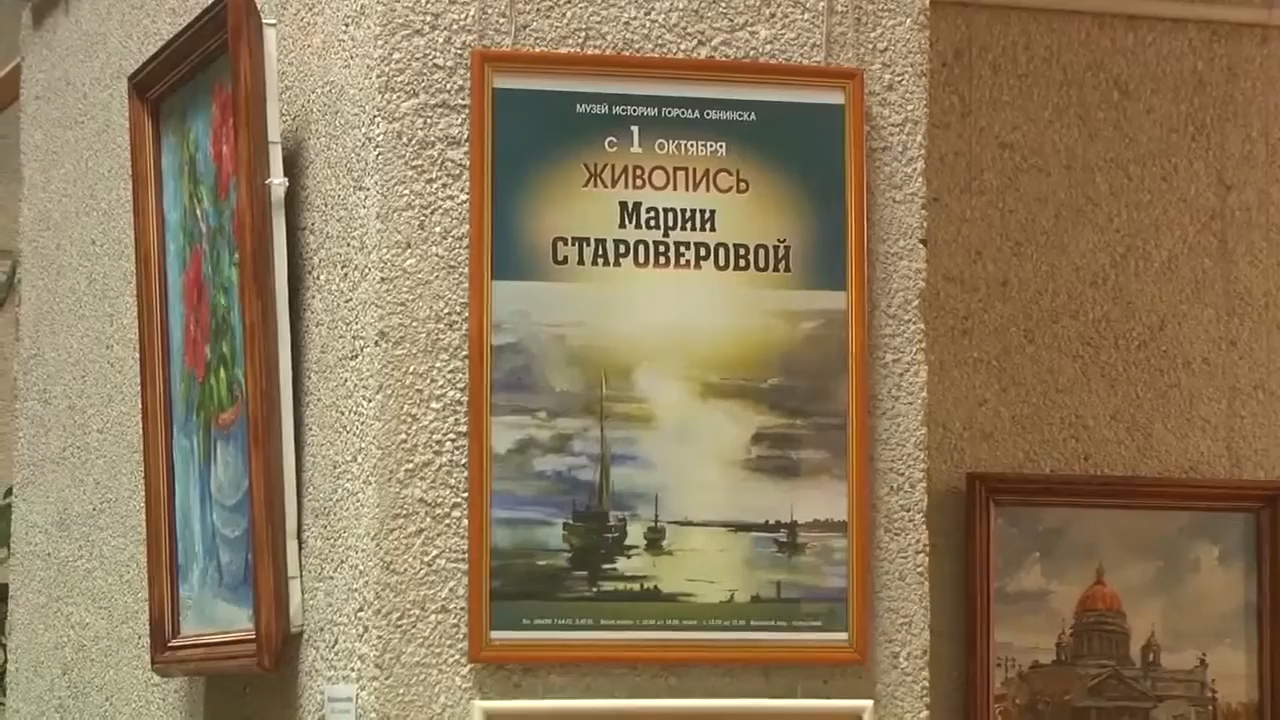 МУЗЕЙ ИСТОРИИ ГОРОДА ОБНИНСКА
С 1 ОКТЯБРЯ
ЖИВОПИСЬ
Марии
СТАРОВЕРОВОЙ